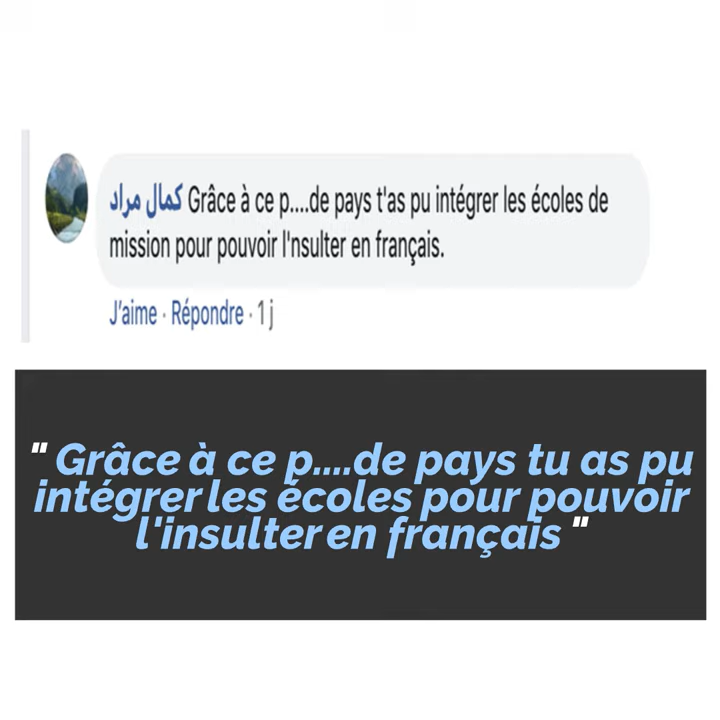 كمال مراد Grâce à ce p....de pays t'as pu intégrer les écoles de
mission pour pouvoir l'nsulter en français.
J'aime · Répondre · 1 j
" Grâce à ce p....de pays tu as pu
intégrer les écoles pour pouvoir
l'insulter en français "